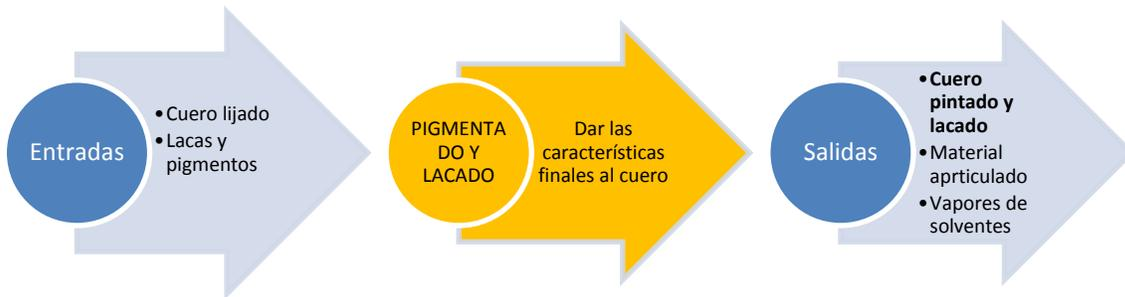 Entradas
•Cuero lijado
•Lacas y
pigmentos
PIGMENTA
DO Y
LACADO
Dar las
características
finales al cuero
Salidas
•Cuero
pintado y
lacado
•Material
aprticulado
•Vapores de
solventes